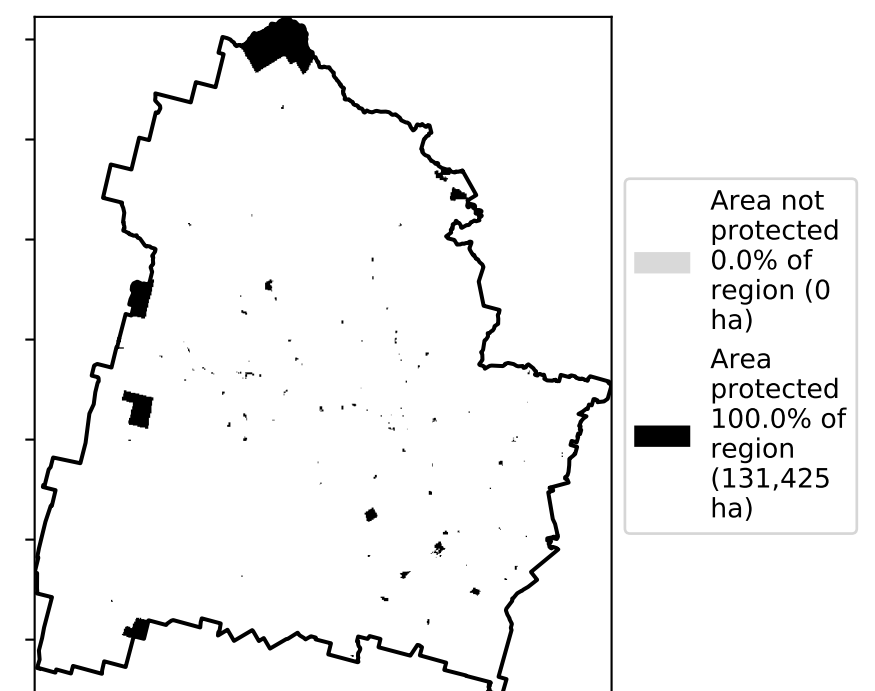 Area not
protected
0.0% of
region (0
ha)
Area
protected
100.0% of
region
(131,425
ha)